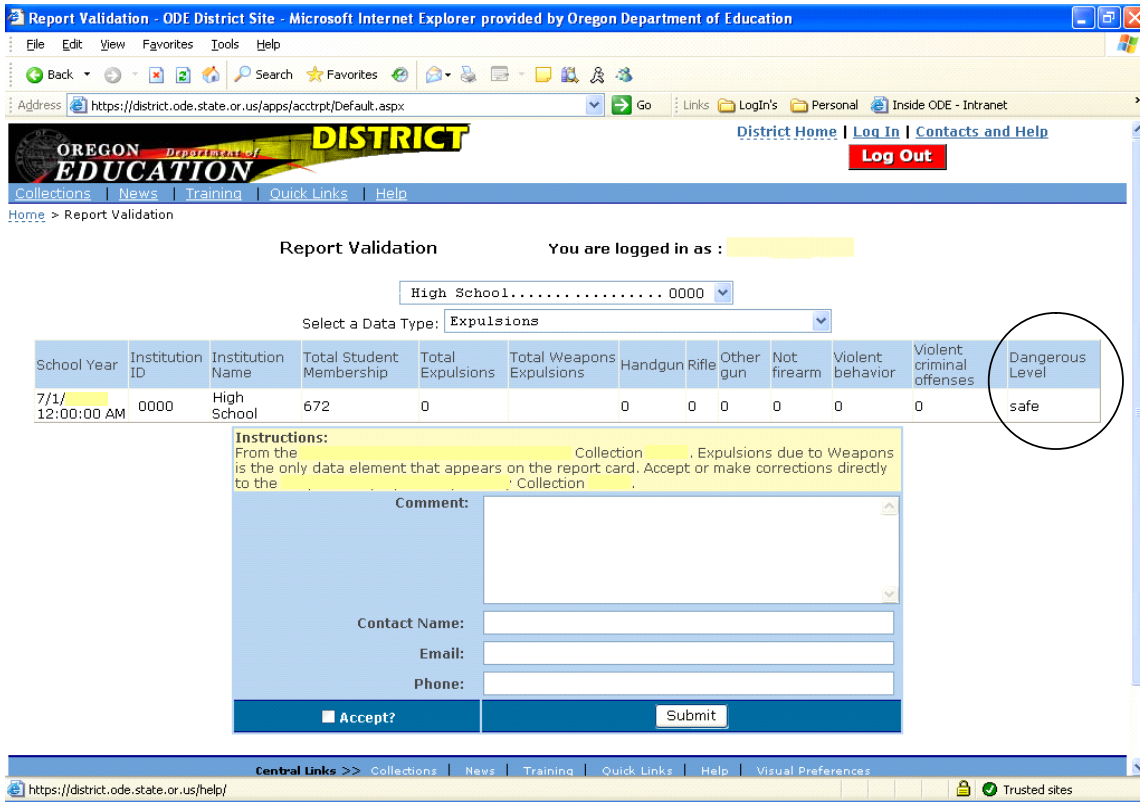 Report Validation - ODE District Site - Microsoft Internet Explorer provided by Oregon Department of Education
File Edit View Favorites Tools Help
Back Search Favorites
Address https://district.ode.state.or.us/apps/acctrpt/Default.aspx Go Links LogIn's Personal Inside ODE - Intranet
OREGON Department of EDUCATION DISTRICT
District Home | Log In | Contacts and Help
Log Out
Collections | News | Training | Quick Links | Help
Home > Report Validation
Report Validation You are logged in as :
High School.................0000
Select a Data Type: Expulsions
School Year Institution ID Institution Name Total Student Membership Total Expulsions Total Weapons Expulsions Handgun Rifle Other gun Not firearm Violent behavior Violent criminal offenses Dangerous Level
7/1/ 12:00:00 AM 0000 High School 672 0 0 0 0 0 0 0 safe
Instructions:
From the Collection . Expulsions due to Weapons
is the only data element that appears on the report card. Accept or make corrections directly
to the Collection .
Comment:
Contact Name:
Email:
Phone:
Accept? Submit
Central Links >> Collections | News | Training | Quick Links | Help | Visual Preferences
https://district.ode.state.or.us/help/ Trusted sites